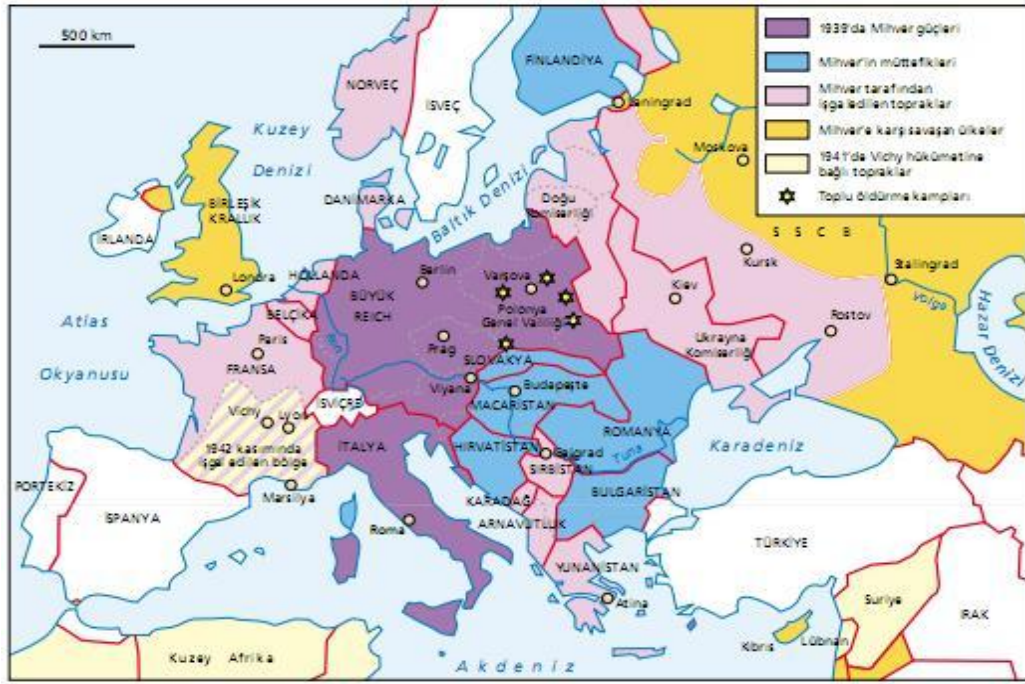 500 km
1939'da Mihver güçleri
Mihver'in müttefikleri
Mihver tarafından
işgal edilen topraklar
Mihver'e karşı savaşan ülkeler
1941'de Vichy hükümetine
bağlı topraklar
Toplu öldürme kampları
NORVEÇ
İSVEÇ
FİNLANDİYA
Leningrad
Moskova
Kuzey
Denizi
DANİMARKA
Baltık Denizi
Doğu
Komiserliği
S S C B
BİRLEŞİK
KRALLIK
İRLANDA
Londra
HOLLANDA
Berlin
Varşova
Kursk
Stalingrad
BÜYÜK
REICH
Polonya
Genel Valiliği
Kiev
Volga
Hazar Denizi
BELÇİKA
Ren
Rostov
Atlas
Okyanusu
Paris
FRANSA
Prag
SLOVAKYA
Ukrayna
Komiserliği
Viyana
Budapeşte
MACARİSTAN
İSVİÇRE
Vichy
Lyon
1942 kasımında
işgal edilen bölge
İTALYA
HIRVATİSTAN
ROMANYA
Belgrad
Tuna
SIRBİSTAN
Karadeniz
Marsilya
PORTEKİZ
İSPANYA
KARADAĞ
BULGARİSTAN
Roma
ARNAVUTLUK
TÜRKİYE
YUNANİSTAN
Atina
Suriye
IRAK
Kıbrıs
Lübnan
Kuzey Afrika
Akdeniz